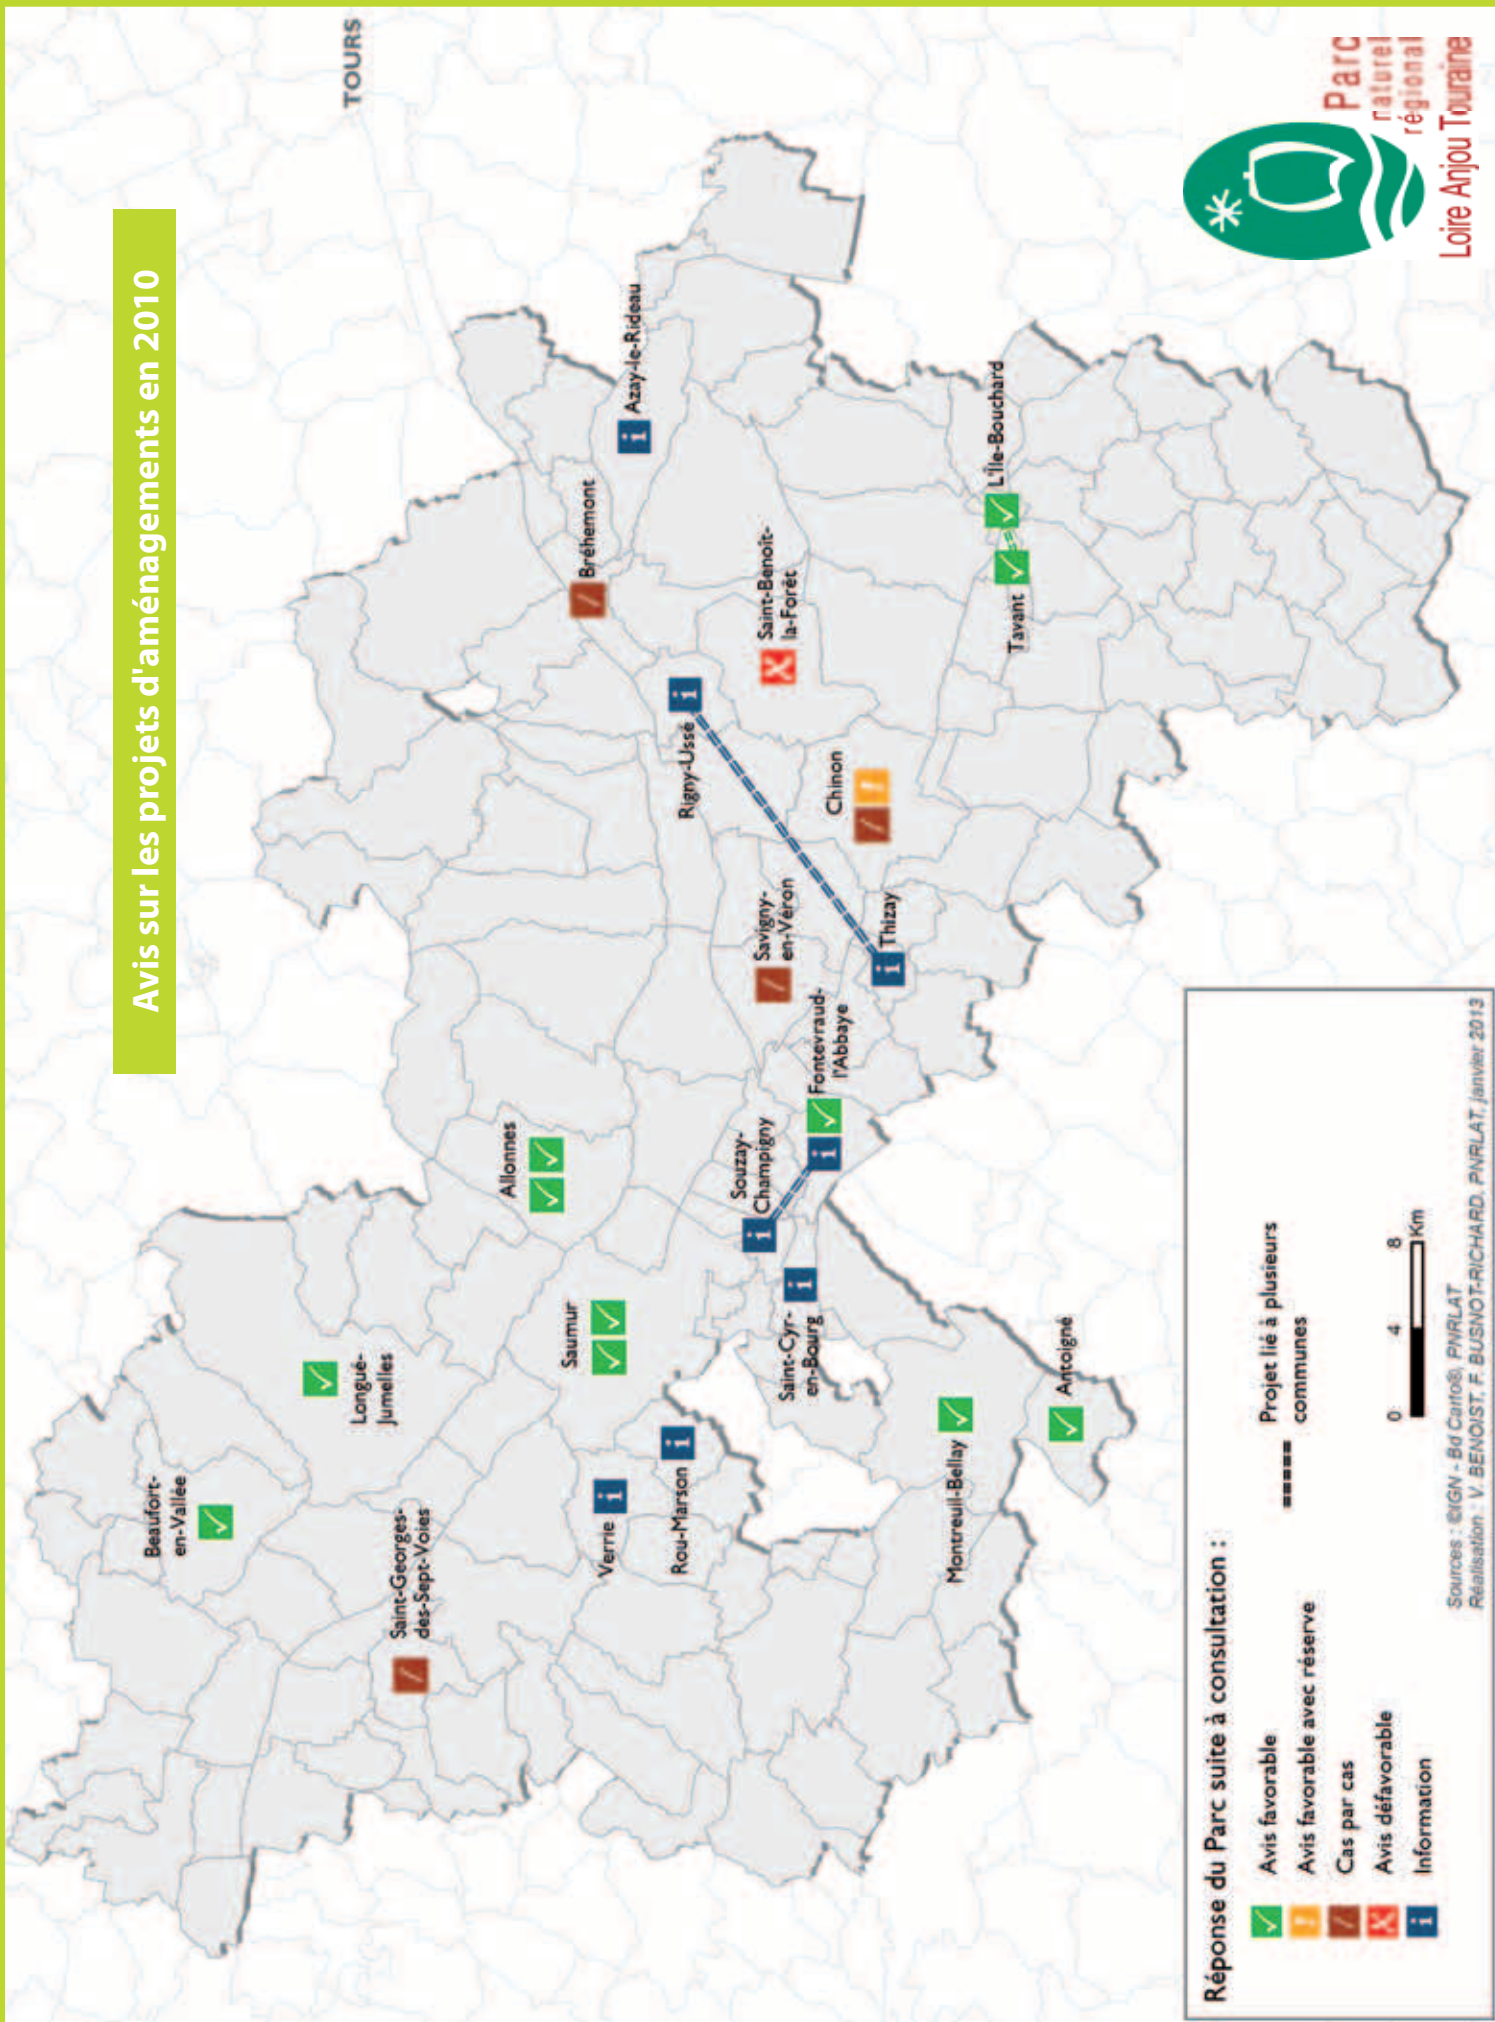 Avis sur les projets d'aménagements en 2010
TOURS
Beaufort-
en-Vallée
Longué-
Jumelles
Saint-Georges-
des-Sept-Voies
Allonnes
Saumur
Verrie
Rou-Marson
Bréhemont
Azay-le-Rideau
Rigny-Ussé
Saint-Benoît-
la-Forêt
Savigny-
en-Véron
Chinon
Souzay-
Champigny
Fontevraud-
l'Abbaye
Saint-Cyr-
en-Bourg
Thizay
Tavant
L'Île-Bouchard
Montreuil-Bellay
Antoigné
Réponse du Parc suite à consultation :
Avis favorable
Avis favorable avec réserve
Cas par cas
Avis défavorable
Information
Projet lié à plusieurs
communes
0 4 8
Km
Sources : ©IGN - Bd Carto®, PNRLAT
Réalisation : V. BENOIST, F. BUSNOT-RICHARD, PNRLAT, janvier 2013
Parc
naturel
régional
Loire Anjou Touraine